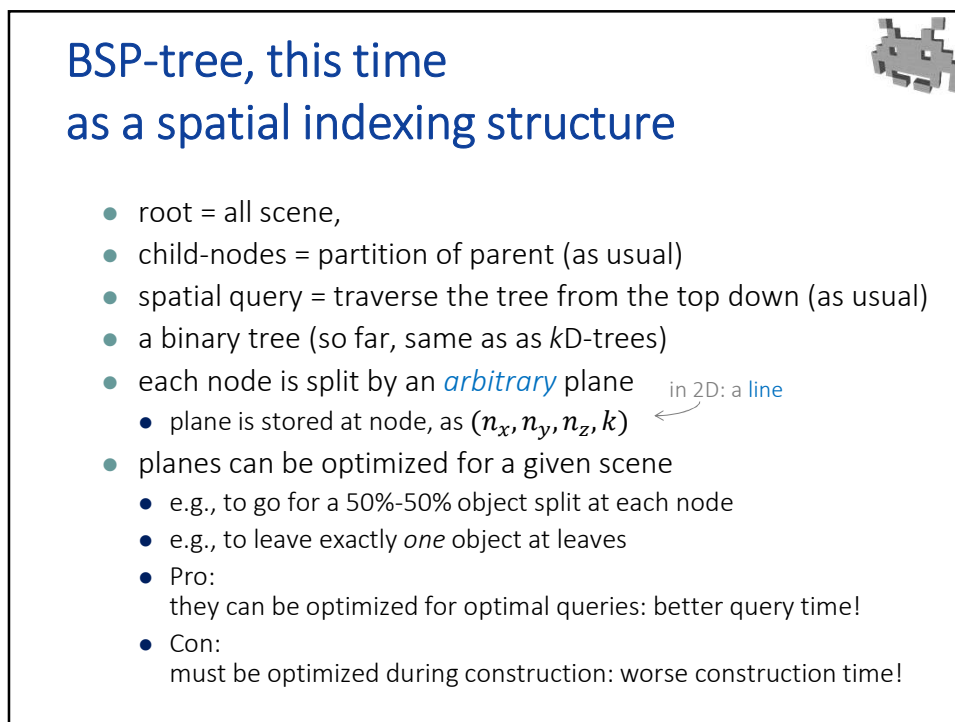 BSP-tree, this time
as a spatial indexing structure
root = all scene,
child-nodes = partition of parent (as usual)
spatial query = traverse the tree from the top down (as usual)
a binary tree (so far, same as as kD-trees)
each node is split by an arbitrary plane
in 2D: a line
plane is stored at node, as (n_x, n_y, n_z, k)
planes can be optimized for a given scene
e.g., to go for a 50%-50% object split at each node
e.g., to leave exactly one object at leaves
Pro:
they can be optimized for optimal queries: better query time!
Con:
must be optimized during construction: worse construction time!